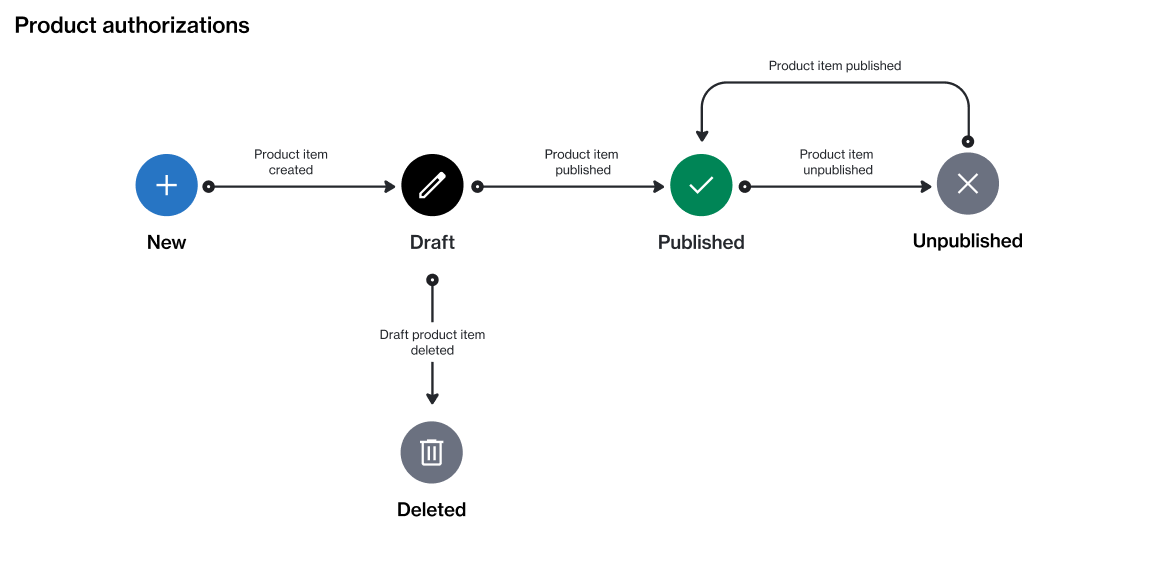 Product authorizations
Product item published
Product item
created
Product item
published
Product item
unpublished
New
Draft
Published
Unpublished
Draft product item
deleted
Deleted